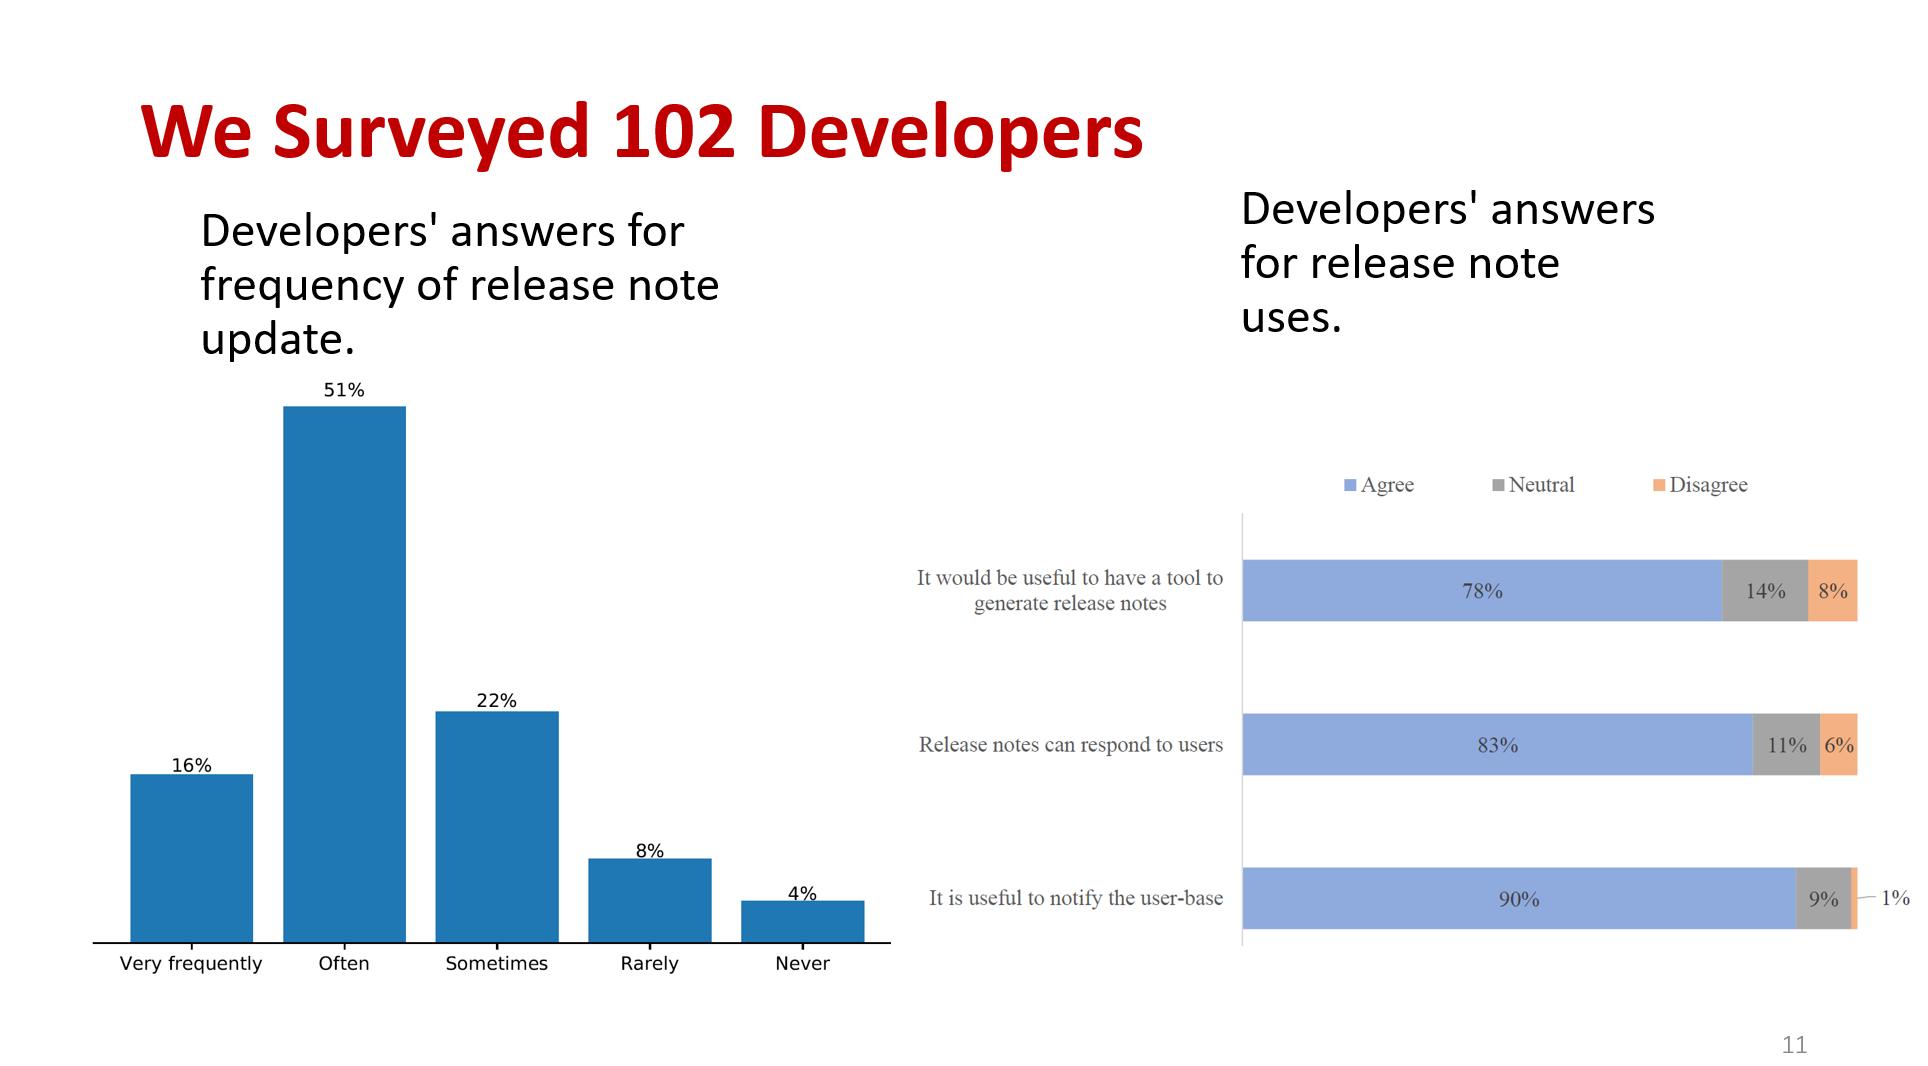 We Surveyed 102 Developers
Developers' answers for
frequency of release note
update.
51%
22%
16%
8%
4%
Very frequently
Often
Sometimes
Rarely
Never
Developers' answers
for release note
uses.
Agree
Neutral
Disagree
It would be useful to have a tool to
generate release notes
78%
14%
8%
Release notes can respond to users
83%
11%
6%
It is useful to notify the user-base
90%
9%
1%
11